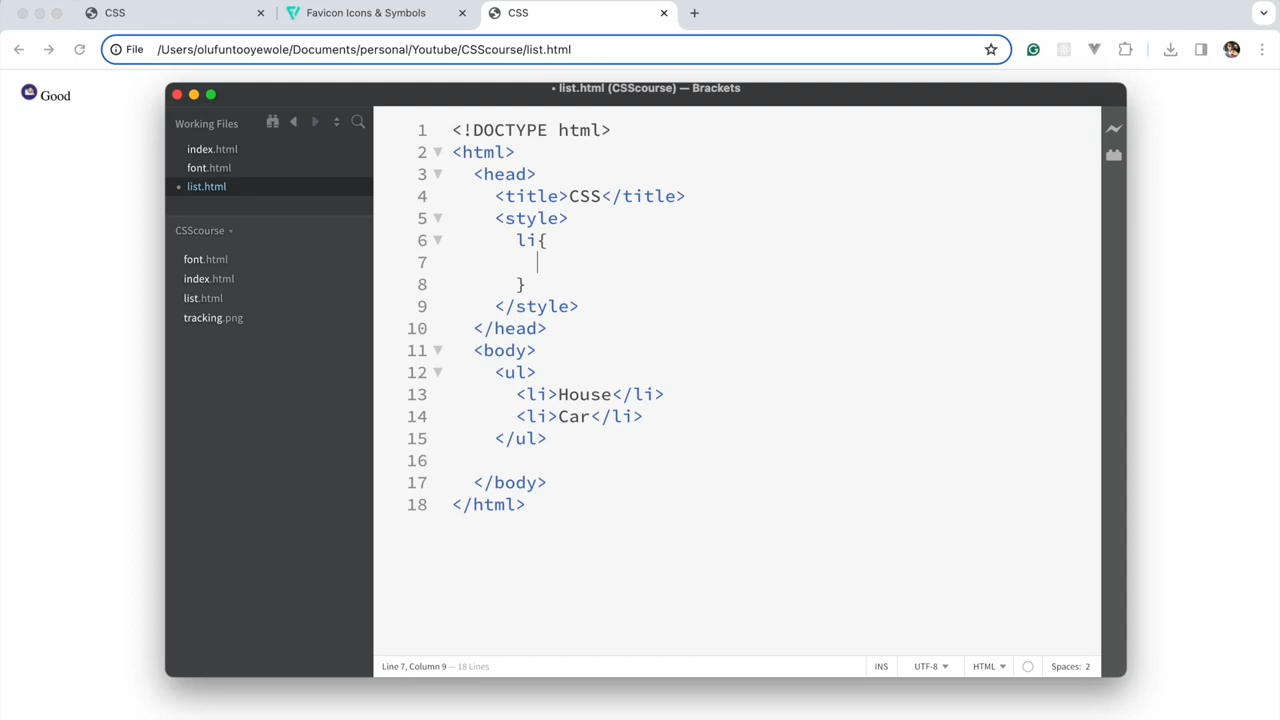 CSS
Favicon Icons & Symbols
CSS
File /Users/olufuntooyewole/Documents/personal/Youtube/CSScourse/list.html
Good
• list.html (CSScourse) — Brackets
Working Files
index.html
font.html
list.html
CSScourse
font.html
index.html
list.html
tracking.png
1 <!DOCTYPE html>
2 <html>
3 <head>
4 <title>CSS</title>
5 <style>
6 li{
7
8 }
9 </style>
10 </head>
11 <body>
12 <ul>
13 <li>House</li>
14 <li>Car</li>
15 </ul>
16
17 </body>
18 </html>
Line 7, Column 9 — 18 Lines
INS UTF-8 HTML Spaces: 2